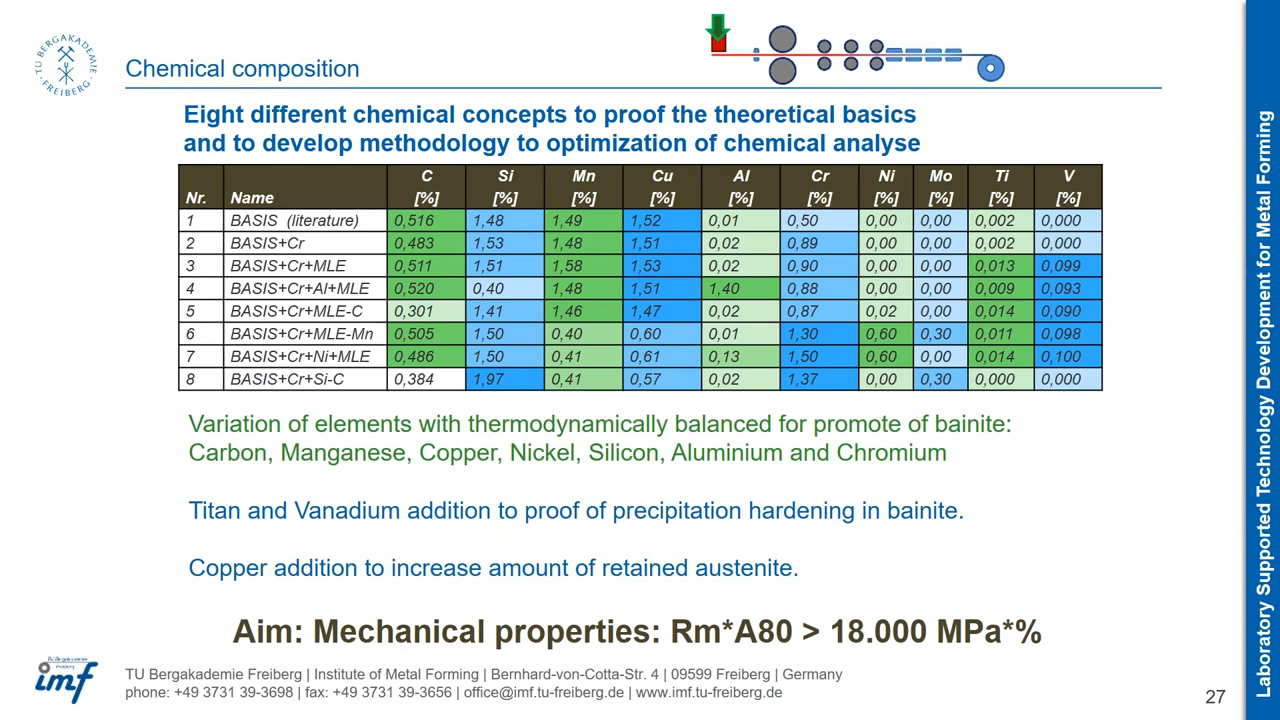 TU BERGAKADEMIE FREIBERG
Chemical composition
Eight different chemical concepts to proof the theoretical basics
and to develop methodology to optimization of chemical analyse
Nr. Name C [%] Si [%] Mn [%] Cu [%] Al [%] Cr [%] Ni [%] Mo [%] Ti [%] V [%]
1 BASIS (literature) 0,516 1,48 1,49 1,52 0,01 0,50 0,00 0,00 0,002 0,000
2 BASIS+Cr 0,483 1,53 1,48 1,51 0,02 0,89 0,00 0,00 0,002 0,000
3 BASIS+Cr+MLE 0,511 1,51 1,58 1,53 0,02 0,90 0,00 0,00 0,013 0,099
4 BASIS+Cr+Al+MLE 0,520 0,40 1,48 1,51 1,40 0,88 0,00 0,00 0,009 0,093
5 BASIS+Cr+MLE-C 0,301 1,41 1,46 1,47 0,02 0,87 0,02 0,00 0,014 0,090
6 BASIS+Cr+MLE-Mn 0,505 1,50 0,40 0,60 0,01 1,30 0,60 0,30 0,011 0,098
7 BASIS+Cr+Ni+MLE 0,486 1,50 0,41 0,61 0,13 1,50 0,60 0,00 0,014 0,100
8 BASIS+Cr+Si-C 0,384 1,97 0,41 0,57 0,02 1,37 0,00 0,30 0,000 0,000
Variation of elements with thermodynamically balanced for promote of bainite:
Carbon, Manganese, Copper, Nickel, Silicon, Aluminium and Chromium
Titan and Vanadium addition to proof of precipitation hardening in bainite.
Copper addition to increase amount of retained austenite.
Aim: Mechanical properties: Rm*A80 > 18.000 MPa*%
imf
TU Bergakademie Freiberg | Institute of Metal Forming | Bernhard-von-Cotta-Str. 4 | 09599 Freiberg | Germany
phone: +49 3731 39-3698 | fax: +49 3731 39-3656 | office@imf.tu-freiberg.de | www.imf.tu-freiberg.de
27
Laboratory Supported Technology Development for Metal Forming